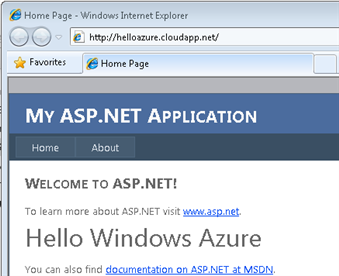 Home Page - Windows Internet Explorer
http://helloazure.cloudapp.net/
Favorites Home Page
My ASP.NET Application
Home About
Welcome to ASP.NET!
To learn more about ASP.NET visit www.asp.net.
Hello Windows Azure
You can also find documentation on ASP.NET at MSDN.